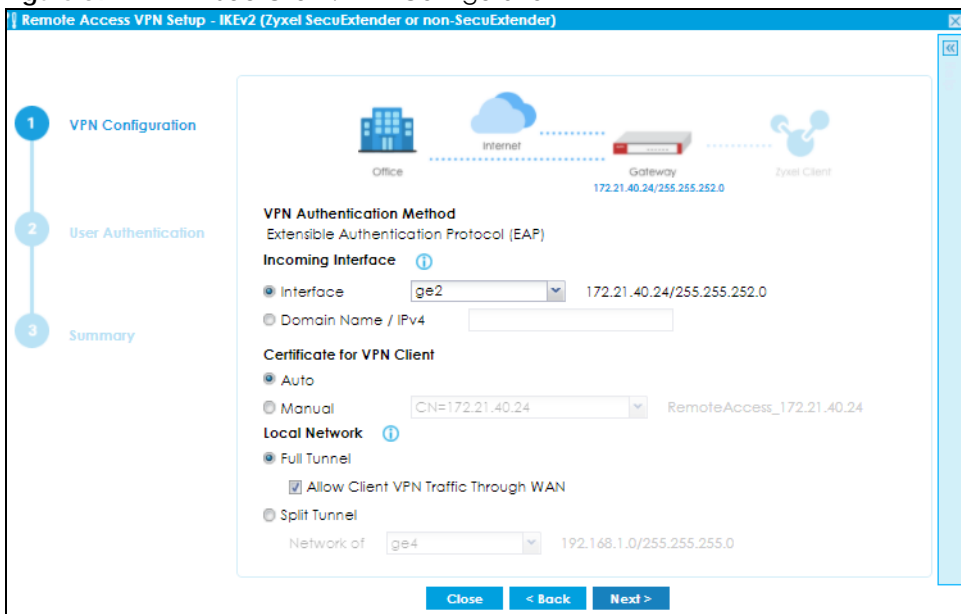 Remote Access VPN Setup - IKEv2 (Zyxel SecuExtender or non-SecuExtender)
1 VPN Configuration
2 User Authentication
3 Summary
Office
Internet
Gateway
172.21.40.24/255.255.252.0
Zyxel Client
VPN Authentication Method
Extensible Authentication Protocol (EAP)
Incoming Interface
Interface ge2 172.21.40.24/255.255.252.0
Domain Name / IPv4
Certificate for VPN Client
Auto
Manual CN=172.21.40.24 RemoteAccess_172.21.40.24
Local Network
Full Tunnel
Allow Client VPN Traffic Through WAN
Split Tunnel
Network of ge4 192.168.1.0/255.255.255.0
Close < Back Next >